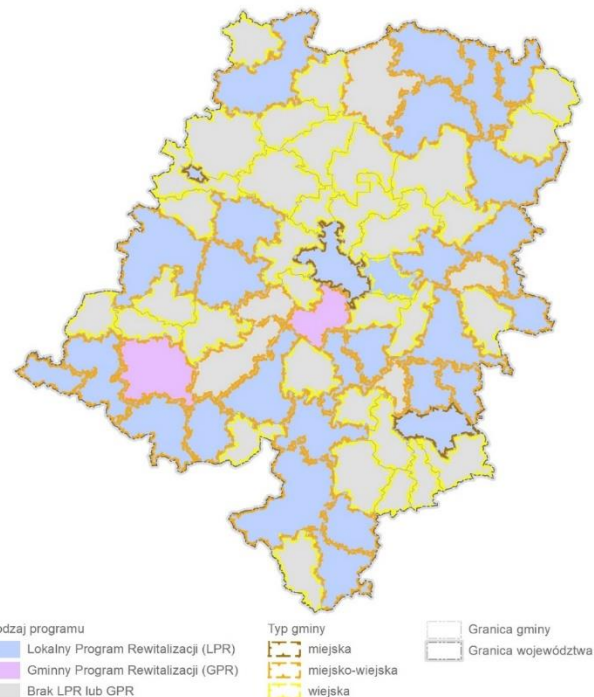 odzaj programu
Lokalny Program Rewitalizacji (LPR)
Gminny Program Rewitalizacji (GPR)
Brak LPR lub GPR
Typ gminy
miejska
miejsko-wiejska
wiejska
Granica gminy
Granica województwa